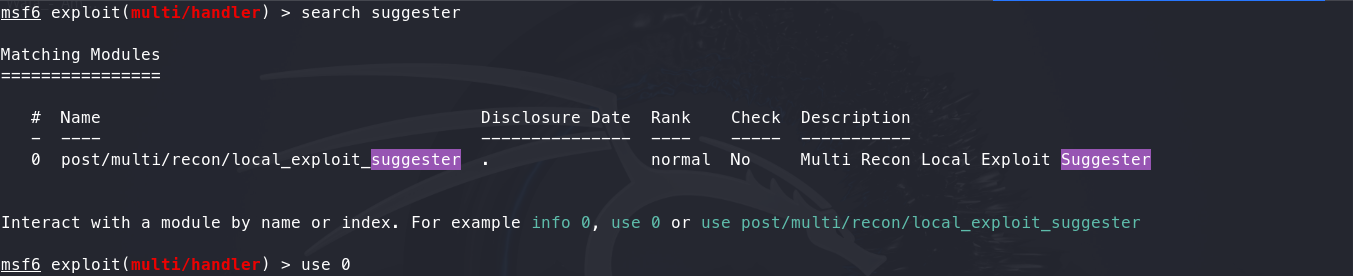 msf6 exploit(multi/handler) > search suggester
Matching Modules
================
#  Name                                      Disclosure Date  Rank    Check  Description
-  ----                                      ---------------  ----    -----  -----------
0  post/multi/recon/local_exploit_suggester  .                normal  No     Multi Recon Local Exploit Suggester
Interact with a module by name or index. For example info 0, use 0 or use post/multi/recon/local_exploit_suggester
msf6 exploit(multi/handler) > use 0